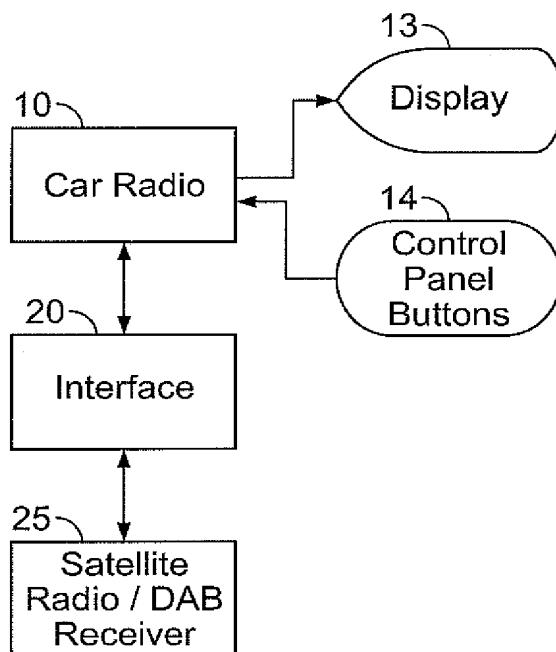 13
Display
10
Car Radio
14
Control
Panel
Buttons
20
Interface
25
Satellite
Radio / DAB
Receiver